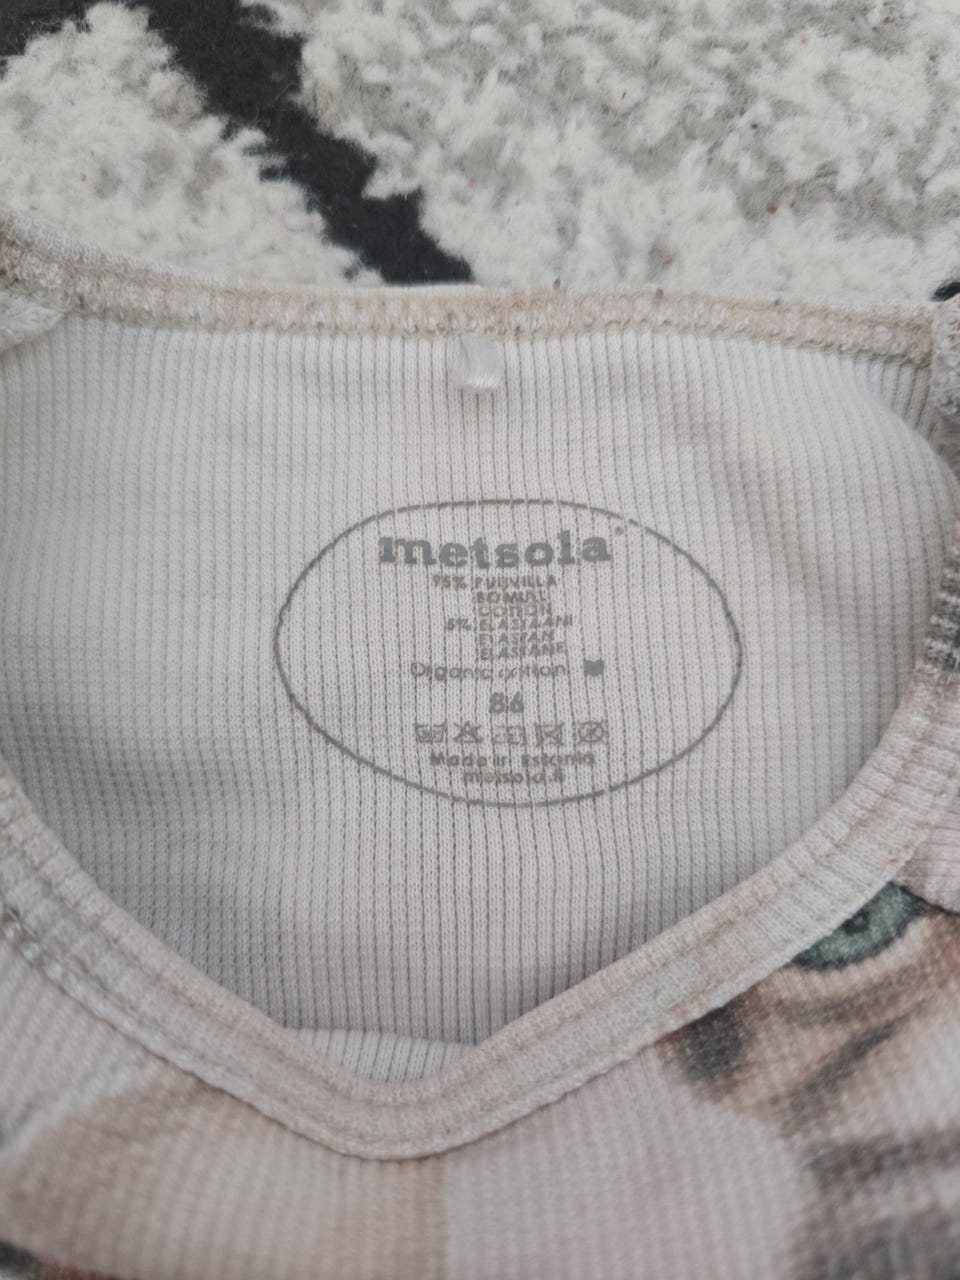 metsola®
95% PUUVILLA
BOMULL
COTTON
5% ELASTAANI
ELASTAN
ELASTANE
Organic cotton
86
Made in Estonia
metsola.fi